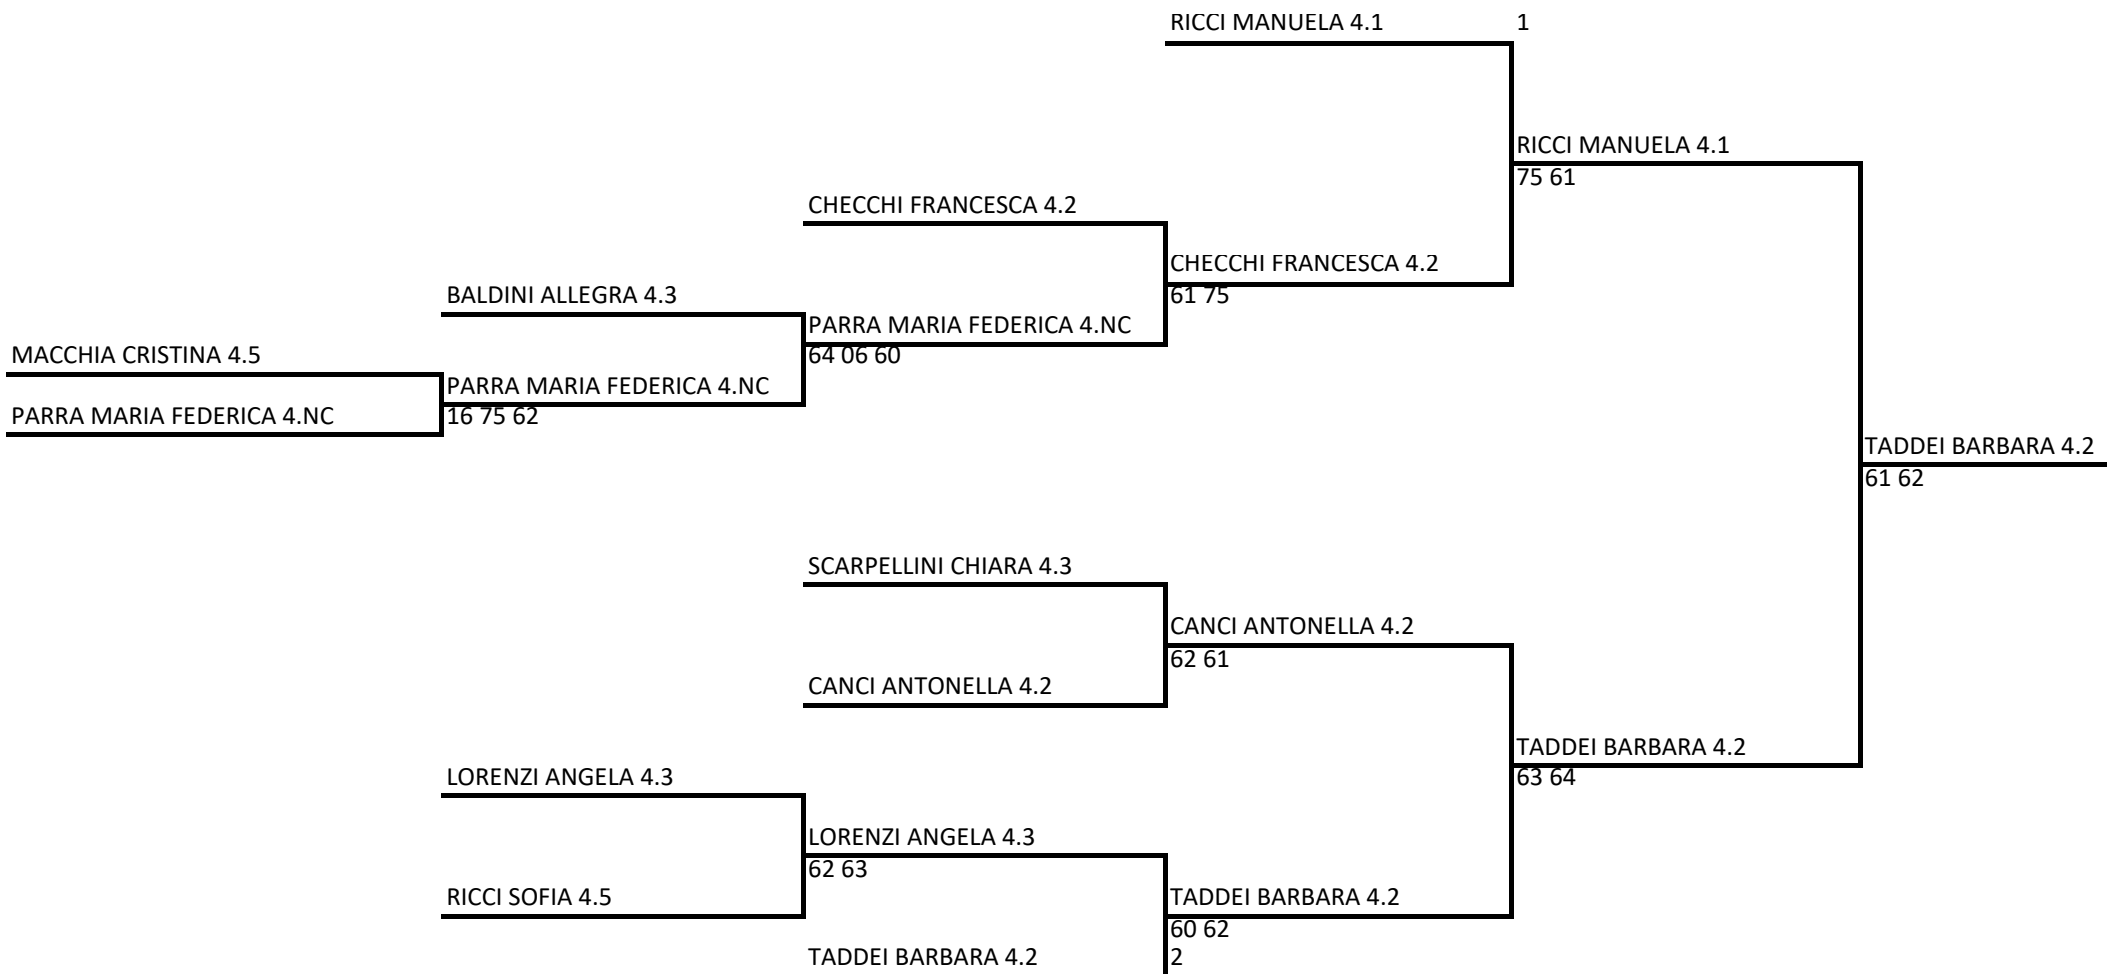 RICCI MANUELA 4.1 1
RICCI MANUELA 4.1
75 61
CHECCHI FRANCESCA 4.2
CHECCHI FRANCESCA 4.2
61 75
BALDINI ALLEGRA 4.3
PARRA MARIA FEDERICA 4.NC
64 06 60
MACCHIA CRISTINA 4.5
PARRA MARIA FEDERICA 4.NC
16 75 62
PARRA MARIA FEDERICA 4.NC
TADDEI BARBARA 4.2
61 62
SCARPELLINI CHIARA 4.3
CANCI ANTONELLA 4.2
62 61
CANCI ANTONELLA 4.2
TADDEI BARBARA 4.2
63 64
LORENZI ANGELA 4.3
LORENZI ANGELA 4.3
62 63
RICCI SOFIA 4.5
TADDEI BARBARA 4.2
60 62
TADDEI BARBARA 4.2 2